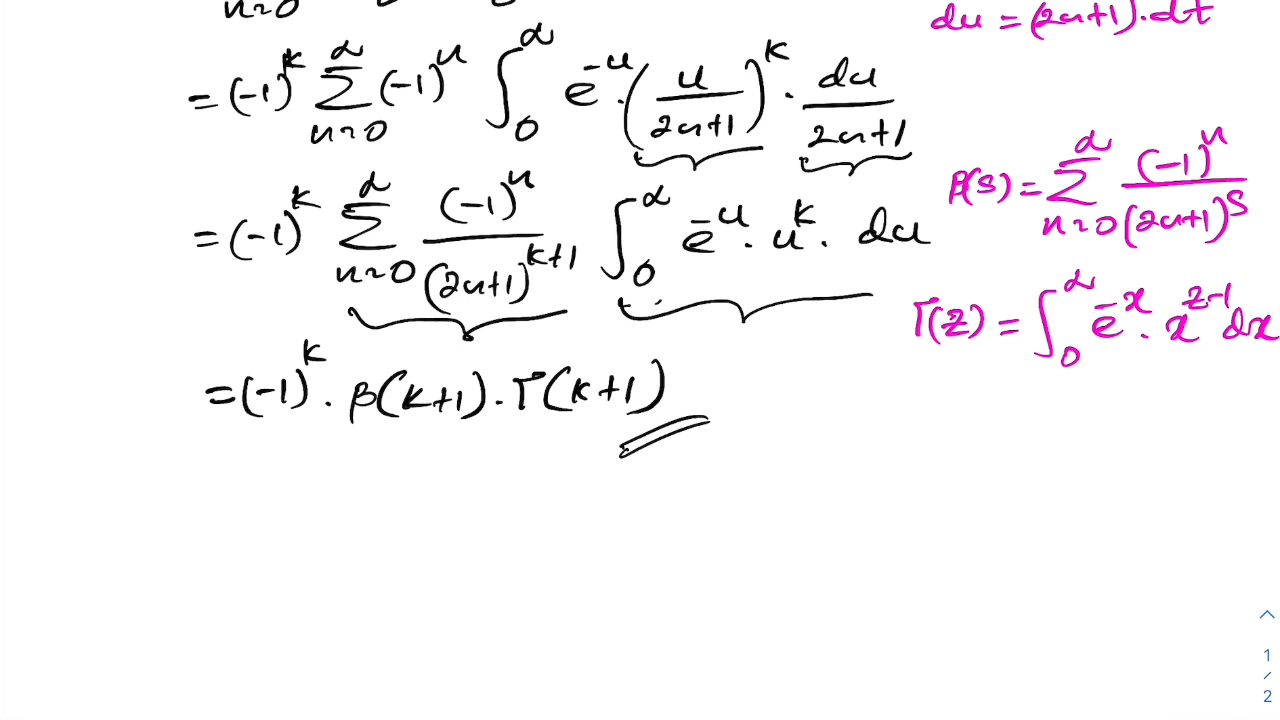 n=0
du = (2n+1).dt
= (-1)^k ∑_{n=0}^{∞} (-1)^n ∫_0^∞ e^{-u}.(u/(2n+1))^k . du/(2n+1)
β(s) = ∑_{n=0}^{∞} (-1)^n/(2n+1)^s
= (-1)^k ∑_{n=0}^{∞} (-1)^n/(2n+1)^{k+1} ∫_0^∞ e^{-u}. u^k. du
Γ(z) = ∫_0^∞ e^{-x}. x^{z-1} dx
= (-1)^k . β(k+1). Γ(k+1)
1
/
2